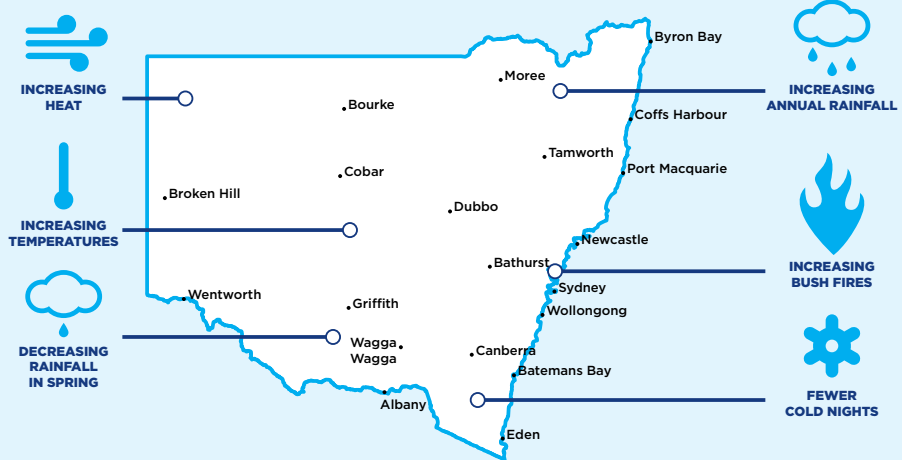 INCREASING
HEAT
INCREASING
TEMPERATURES
DECREASING
RAINFALL
IN SPRING
Byron Bay
Moree
Bourke
Coffs Harbour
Tamworth
Cobar
Port Macquarie
Broken Hill
Dubbo
Newcastle
Bathurst
Sydney
Wentworth
Griffith
Wollongong
Wagga
Wagga
Canberra
Batemans Bay
Albany
Eden
INCREASING
ANNUAL RAINFALL
INCREASING
BUSH FIRES
FEWER
COLD NIGHTS